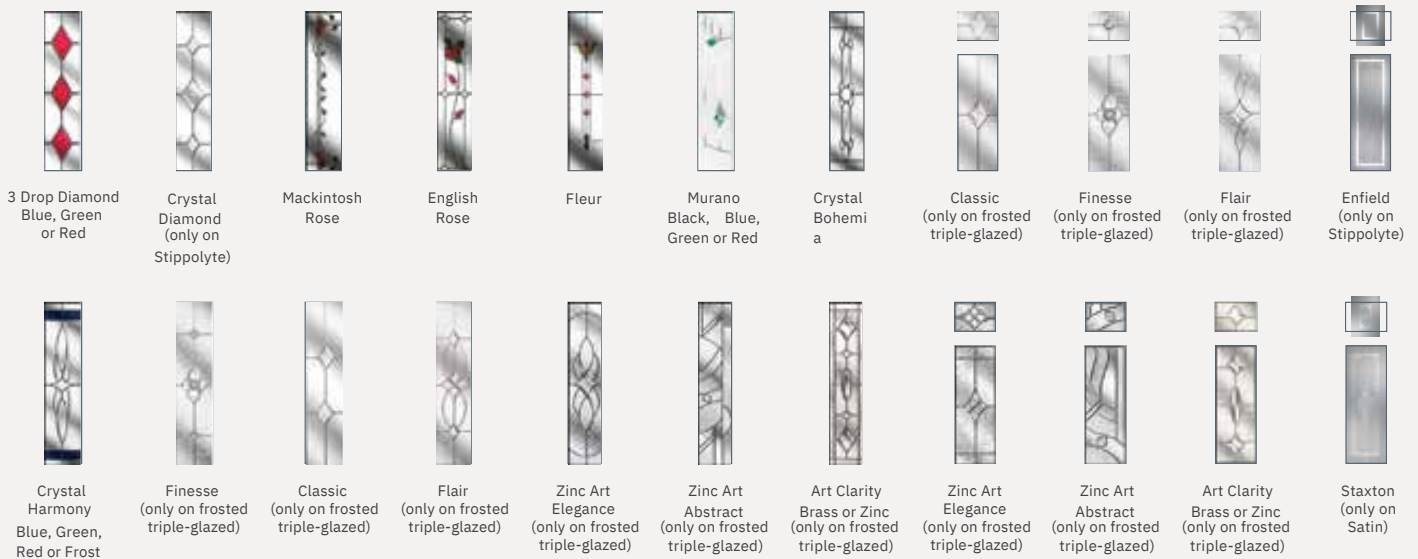 3 Drop Diamond
Blue, Green
or Red
Crystal
Diamond
(only on
Stippolyte)
Mackintosh
Rose
English
Rose
Fleur
Murano
Black, Blue,
Green or Red
Crystal
Bohemi
a
Classic
(only on frosted
triple-glazed)
Finesse
(only on frosted
triple-glazed)
Flair
(only on frosted
triple-glazed)
Enfield
(only on
Stippolyte)
Crystal
Harmony
Blue, Green,
Red or Frost
Finesse
(only on frosted
triple-glazed)
Classic
(only on frosted
triple-glazed)
Flair
(only on frosted
triple-glazed)
Zinc Art
Elegance
(only on frosted
triple-glazed)
Zinc Art
Abstract
(only on frosted
triple-glazed)
Art Clarity
Brass or Zinc
(only on frosted
triple-glazed)
Zinc Art
Elegance
(only on frosted
triple-glazed)
Zinc Art
Abstract
(only on frosted
triple-glazed)
Art Clarity
Brass or Zinc
(only on frosted
triple-glazed)
Staxton
(only on
Satin)